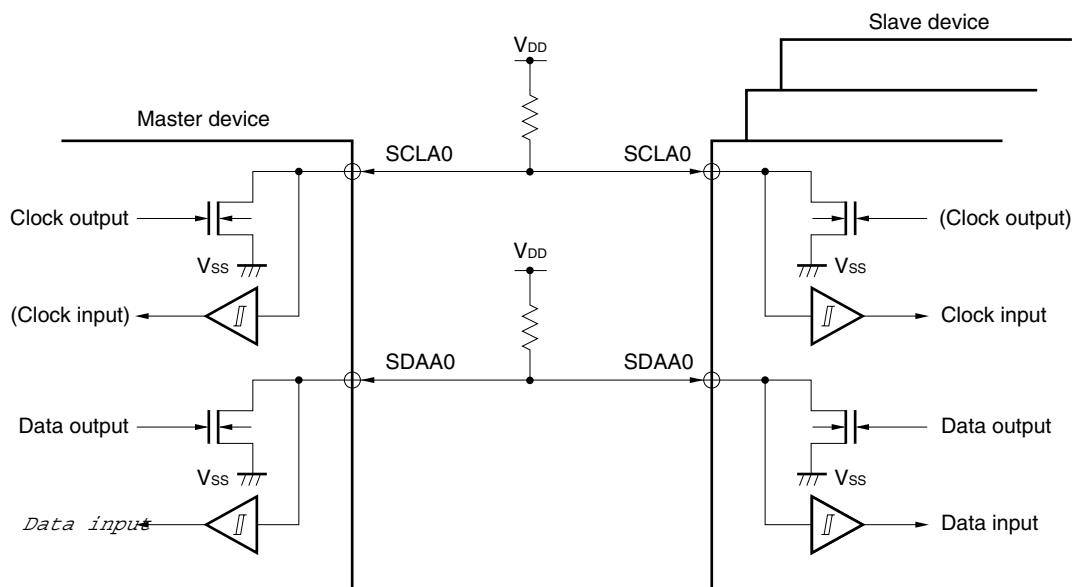 Slave device
VDD
Master device
SCLA0 SCLA0
Clock output (Clock output)
VSS VSS
VDD
(Clock input) Clock input
SDAA0 SDAA0
Data output Data output
VSS VSS
Data input Data input